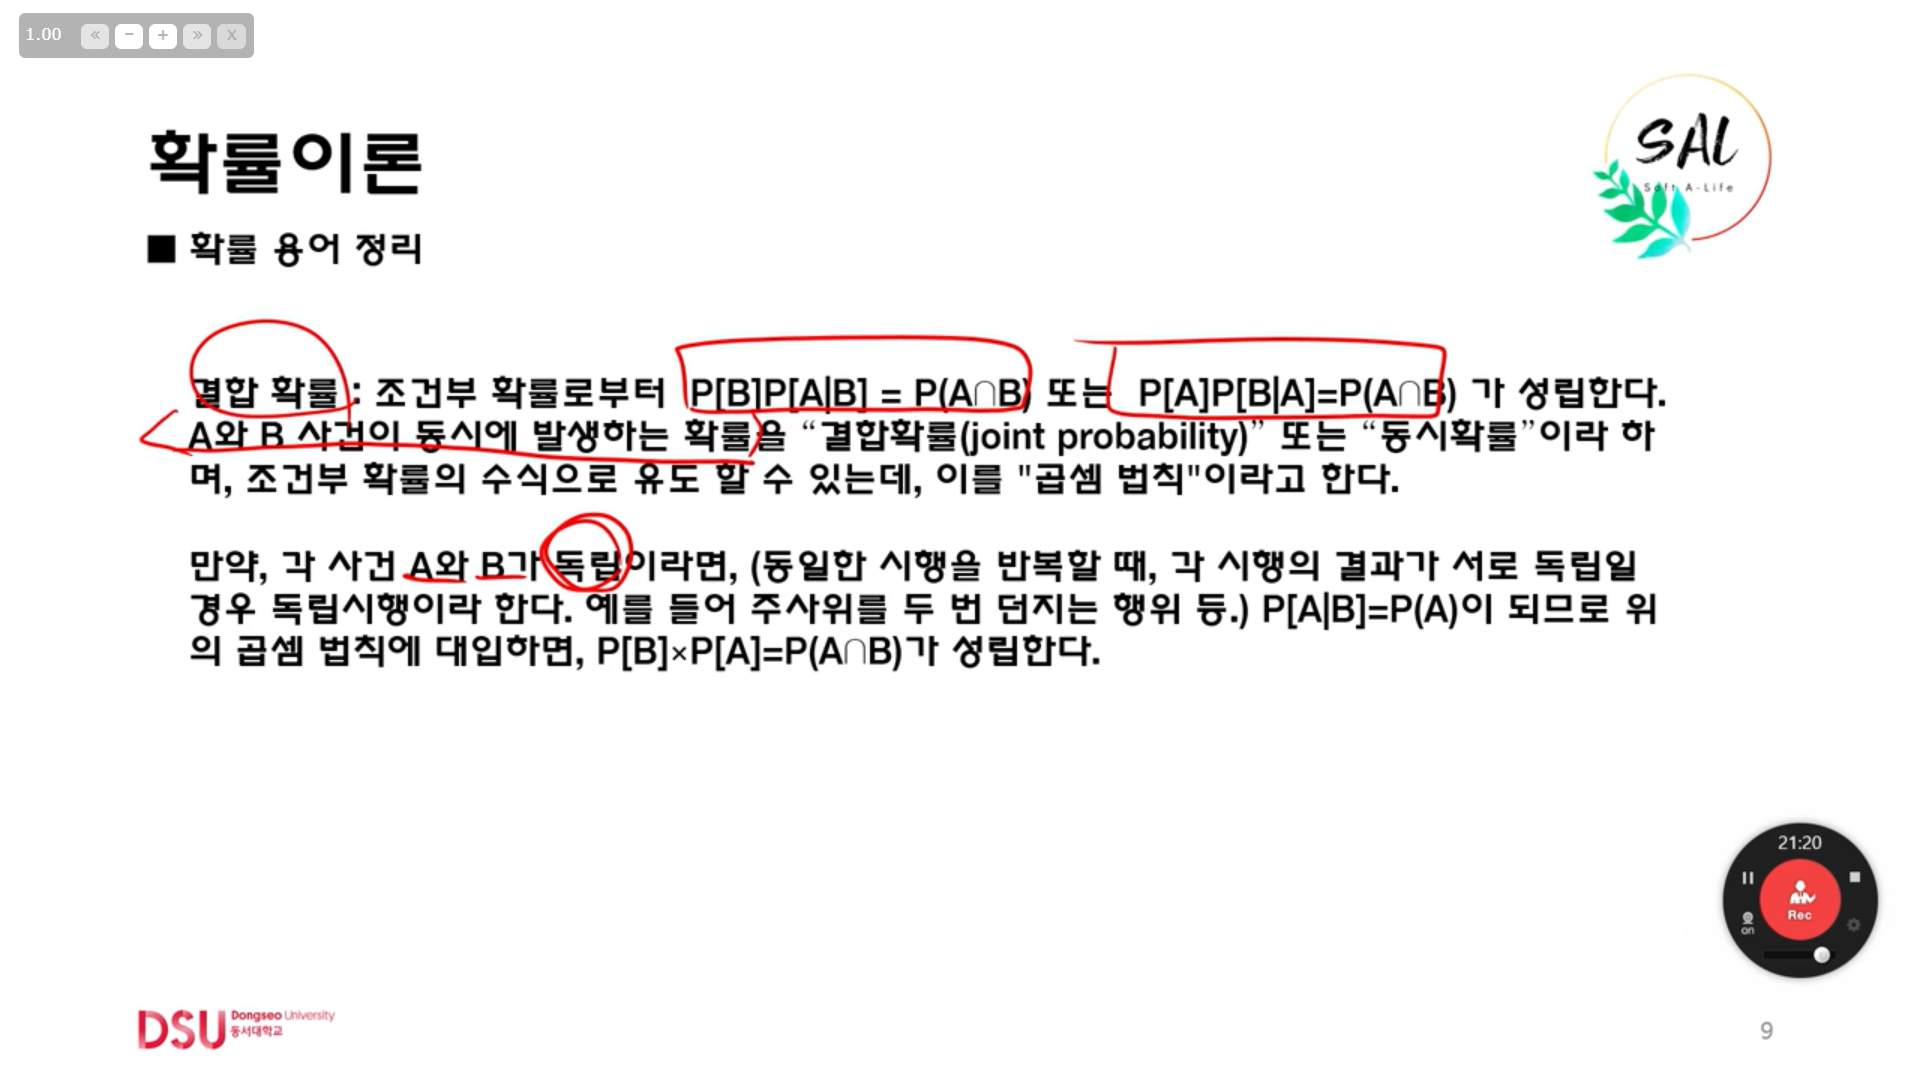 1.00 « − + » x
SAL
Soft A-Life
확률이론
■ 확률 용어 정리
결합 확률 : 조건부 확률로부터 P[B]P[A|B] = P(A∩B) 또는 P[A]P[B|A]=P(A∩B) 가 성립한다.
A와 B 사건이 동시에 발생하는 확률을 “결합확률(joint probability)” 또는 “동시확률”이라 하
며, 조건부 확률의 수식으로 유도 할 수 있는데, 이를 "곱셈 법칙"이라고 한다.
만약, 각 사건 A와 B가 독립이라면, (동일한 시행을 반복할 때, 각 시행의 결과가 서로 독립일
경우 독립시행이라 한다. 예를 들어 주사위를 두 번 던지는 행위 등.) P[A|B]=P(A)이 되므로 위
의 곱셈 법칙에 대입하면, P[B]×P[A]=P(A∩B)가 성립한다.
21:20
Rec
on
DSU Dongseo University
동서대학교
9